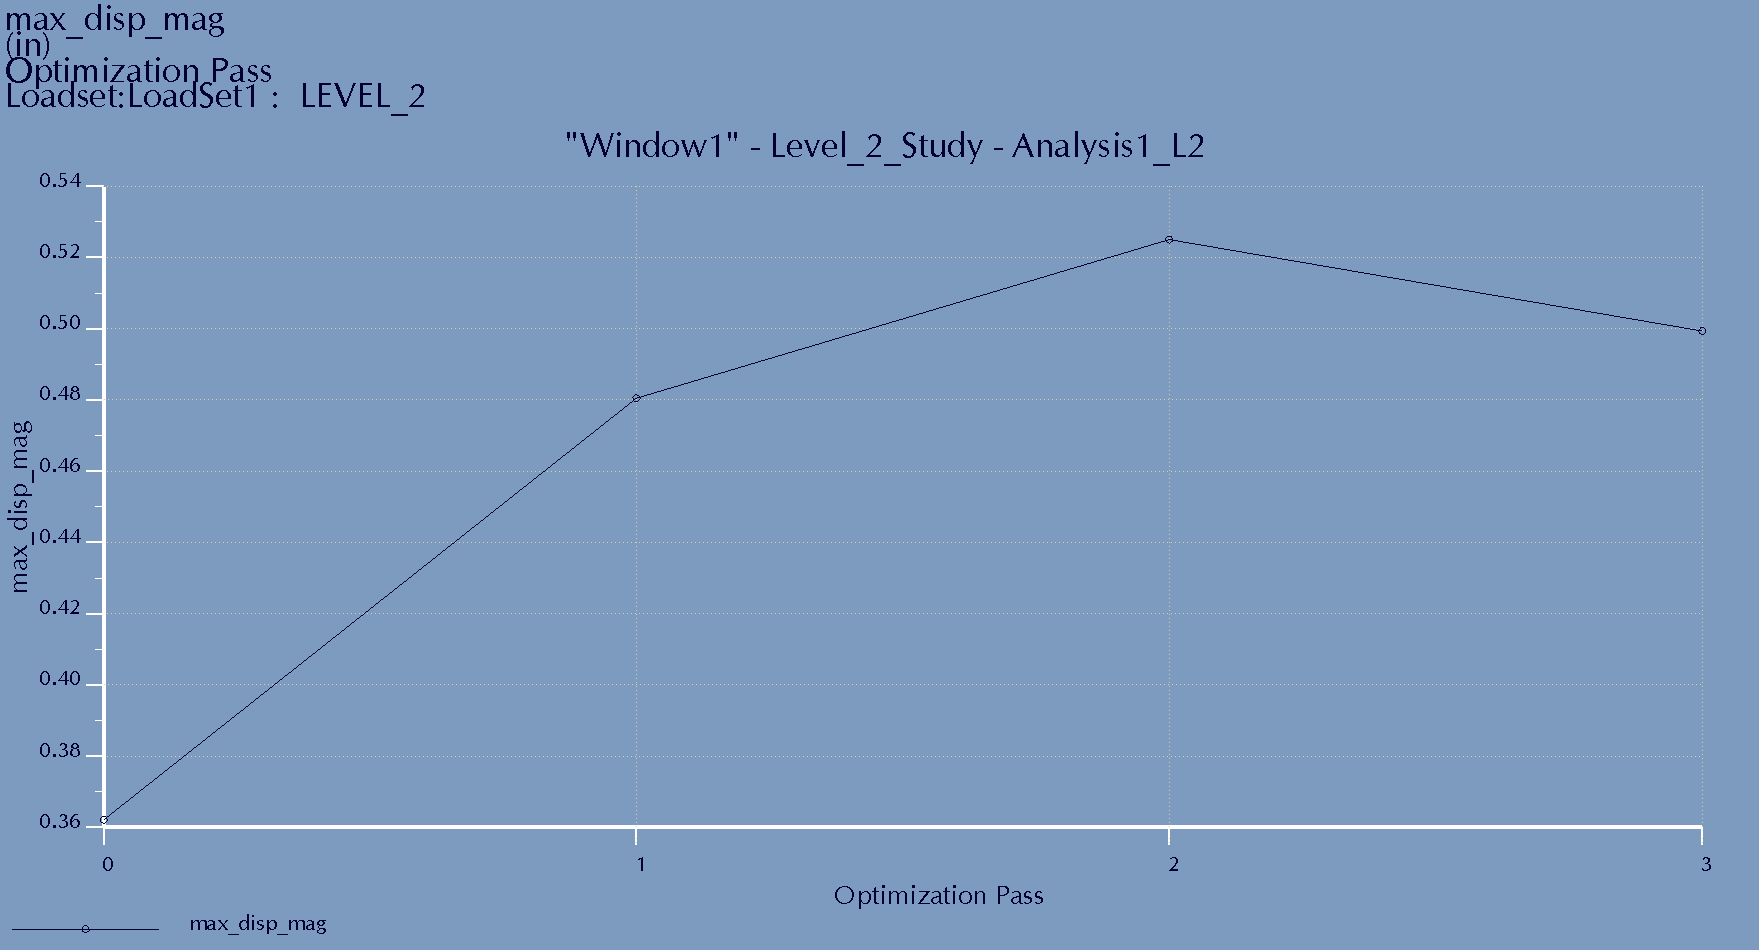 max_disp_mag
(in)
Optimization Pass
Loadset:LoadSet1 : LEVEL_2
"Window1" - Level_2_Study - Analysis1_L2
0.54
0.52
0.50
0.48
0.46
0.44
0.42
0.40
0.38
0.36
max_disp_mag
0 1 2 3
Optimization Pass
max_disp_mag